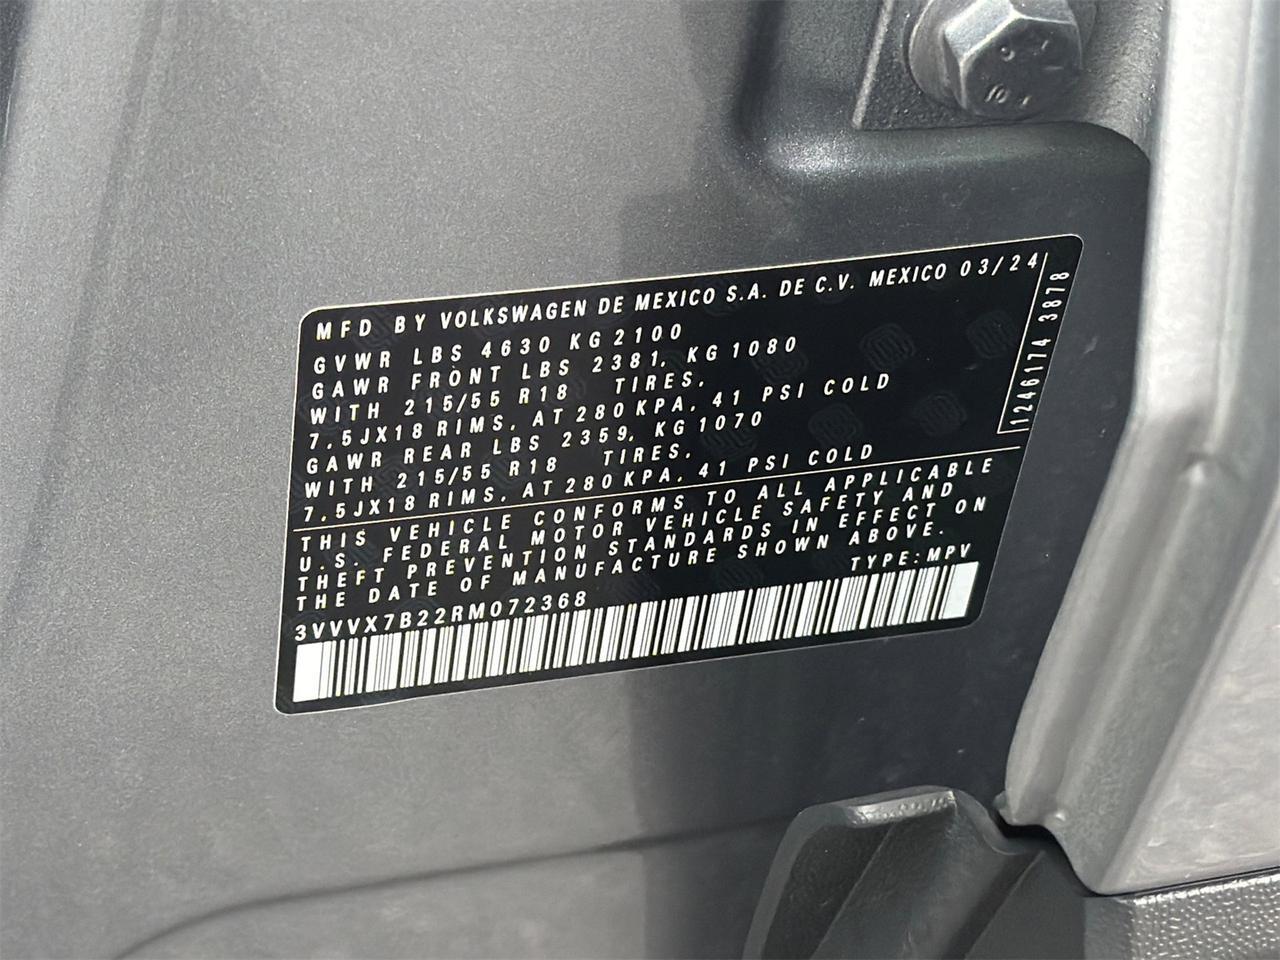 MFD BY VOLKSWAGEN DE MEXICO S.A. DE C.V. MEXICO 03/24
GVWR LBS 4630 KG 2100
GAWR FRONT LBS 2381, KG 1080
WITH 215/55 R18 TIRES,
7,5JX18 RIMS, AT 280 KPA, 41 PSI COLD
GAWR REAR LBS 2359, KG 1070
WITH 215/55 R18 TIRES,
7,5JX18 RIMS, AT 280 KPA, 41 PSI COLD
1246174 3878
THIS VEHICLE CONFORMS TO ALL APPLICABLE
U.S. FEDERAL MOTOR VEHICLE SAFETY AND
THEFT PREVENTION STANDARDS IN EFFECT ON
THE DATE OF MANUFACTURE SHOWN ABOVE.
TYPE: MPV
3VVVX7B22RM072368